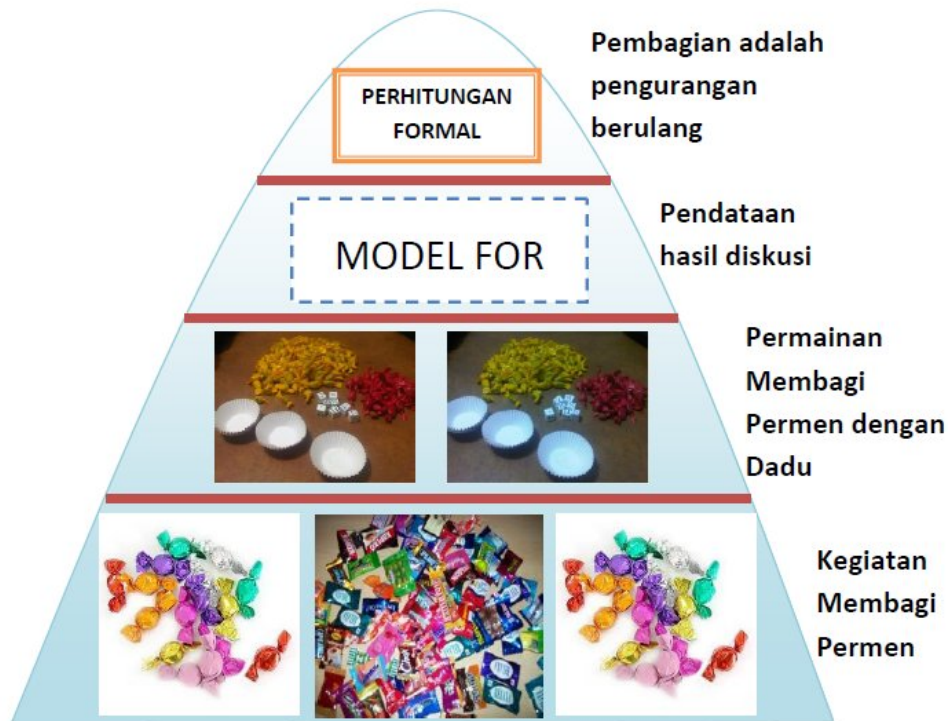 PERHITUNGAN
FORMAL
Pembagian adalah
pengurangan
berulang
MODEL FOR
Pendataan
hasil diskusi
Permainan
Membagi
Permen dengan
Dadu
Kegiatan
Membagi
Permen